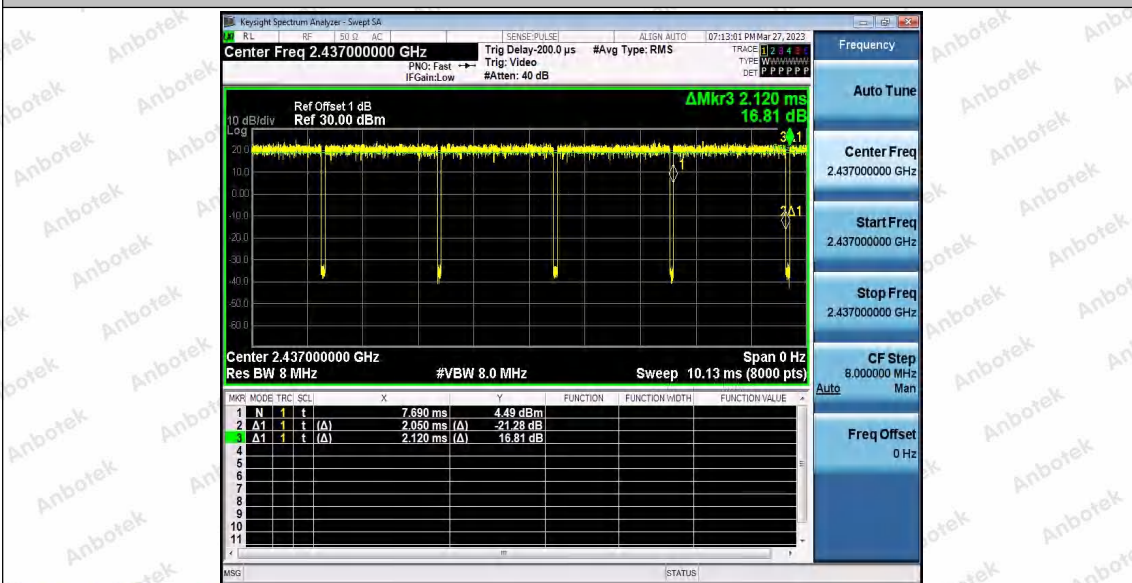 Keysight Spectrum Analyzer - Swept SA
RL RF 50 Ω AC SENSE:PULSE ALIGN AUTO 07:13:01 PM Mar 27, 2023
Center Freq 2.437000000 GHz
PNO: Fast
IFGain:Low
Trig Delay-200.0 µs
Trig: Video
#Atten: 40 dB
#Avg Type: RMS
TRACE 1 2 3 4 5 6
TYPE W
DET P P P P P P
Frequency
Auto Tune
Center Freq
2.437000000 GHz
Start Freq
2.437000000 GHz
Stop Freq
2.437000000 GHz
CF Step
8.000000 MHz
Auto Man
Freq Offset
0 Hz
ΔMkr3 2.120 ms
16.81 dB
Ref Offset 1 dB
10 dB/div Ref 30.00 dBm
Log
20.0
10.0
0.00
-10.0
-20.0
-30.0
-40.0
-50.0
-60.0
3Δ1
1
2Δ1
Center 2.437000000 GHz Span 0 Hz
Res BW 8 MHz #VBW 8.0 MHz Sweep 10.13 ms (8000 pts)
MKR MODE TRC SCL X Y FUNCTION FUNCTION WIDTH FUNCTION VALUE
1 N 1 t 7.690 ms 4.49 dBm
2 Δ1 1 t (Δ) 2.050 ms (Δ) -21.28 dB
3 Δ1 1 t (Δ) 2.120 ms (Δ) 16.81 dB
4
5
6
7
8
9
10
11
MSG STATUS
Anbotek